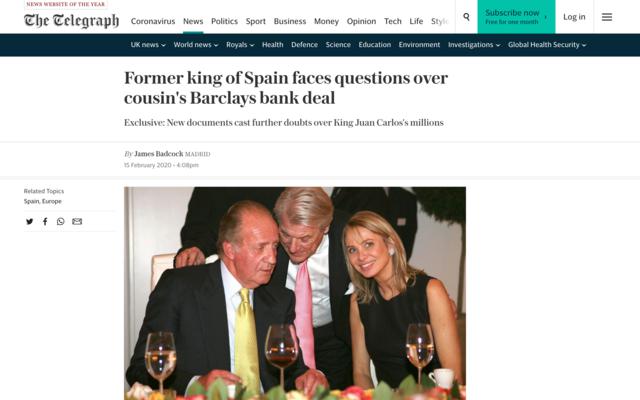 NEWS WEBSITE OF THE YEAR
The Telegraph
Coronavirus News Politics Sport Business Money Opinion Tech Life Style
Subscribe now
Free for one month
Log in
UK news World news Royals Health Defence Science Education Environment Investigations Global Health Security
Former king of Spain faces questions over
cousin's Barclays bank deal
Exclusive: New documents cast further doubts over King Juan Carlos's millions
By James Badcock MADRID
15 February 2020 • 4:08pm
Related Topics
Spain, Europe